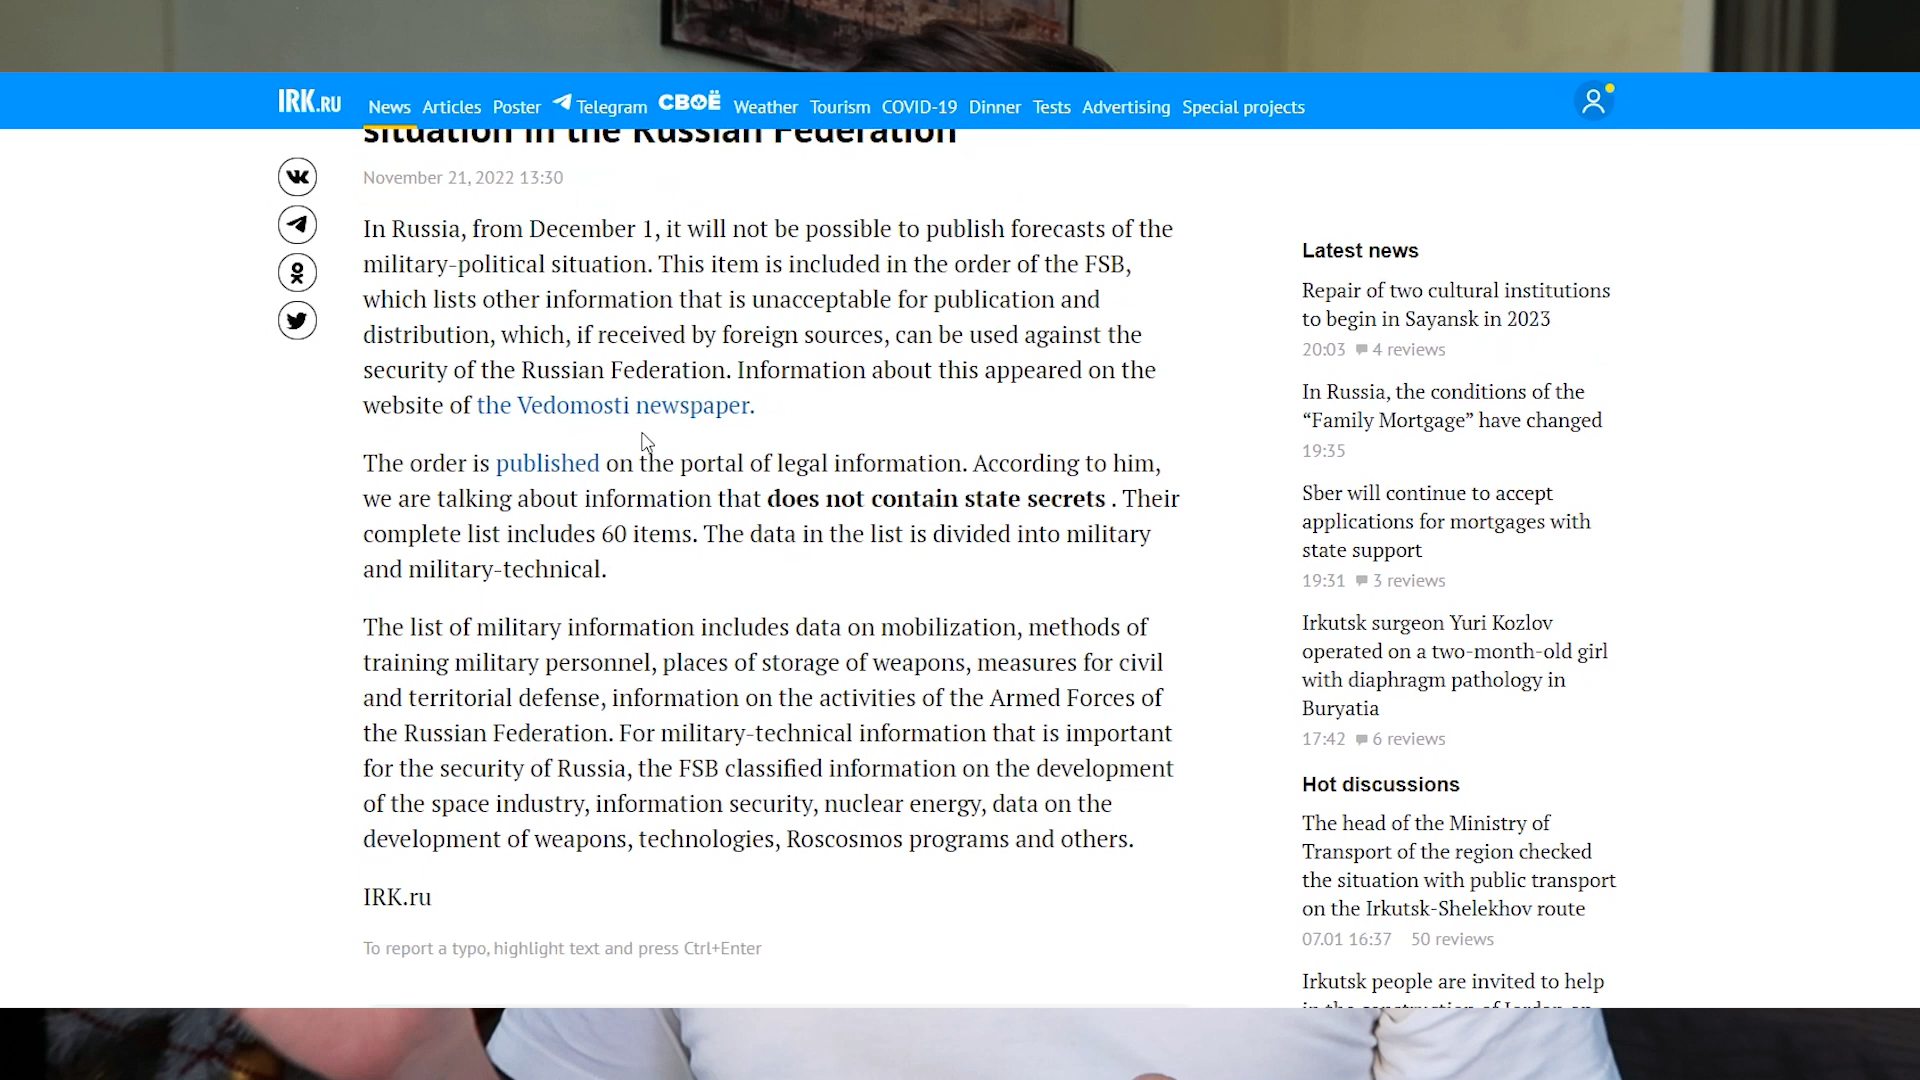 IRK.RU
News Articles Poster Telegram СВОЁ Weather Tourism COVID-19 Dinner Tests Advertising Special projects
situation in the Russian Federation
November 21, 2022 13:30
In Russia, from December 1, it will not be possible to publish forecasts of the
military-political situation. This item is included in the order of the FSB,
which lists other information that is unacceptable for publication and
distribution, which, if received by foreign sources, can be used against the
security of the Russian Federation. Information about this appeared on the
website of the Vedomosti newspaper.
The order is published on the portal of legal information. According to him,
we are talking about information that does not contain state secrets . Their
complete list includes 60 items. The data in the list is divided into military
and military-technical.
The list of military information includes data on mobilization, methods of
training military personnel, places of storage of weapons, measures for civil
and territorial defense, information on the activities of the Armed Forces of
the Russian Federation. For military-technical information that is important
for the security of Russia, the FSB classified information on the development
of the space industry, information security, nuclear energy, data on the
development of weapons, technologies, Roscosmos programs and others.
IRK.ru
To report a typo, highlight text and press Ctrl+Enter
Latest news
Repair of two cultural institutions
to begin in Sayansk in 2023
20:03 4 reviews
In Russia, the conditions of the
“Family Mortgage” have changed
19:35
Sber will continue to accept
applications for mortgages with
state support
19:31 3 reviews
Irkutsk surgeon Yuri Kozlov
operated on a two-month-old girl
with diaphragm pathology in
Buryatia
17:42 6 reviews
Hot discussions
The head of the Ministry of
Transport of the region checked
the situation with public transport
on the Irkutsk-Shelekhov route
07.01 16:37 50 reviews
Irkutsk people are invited to help